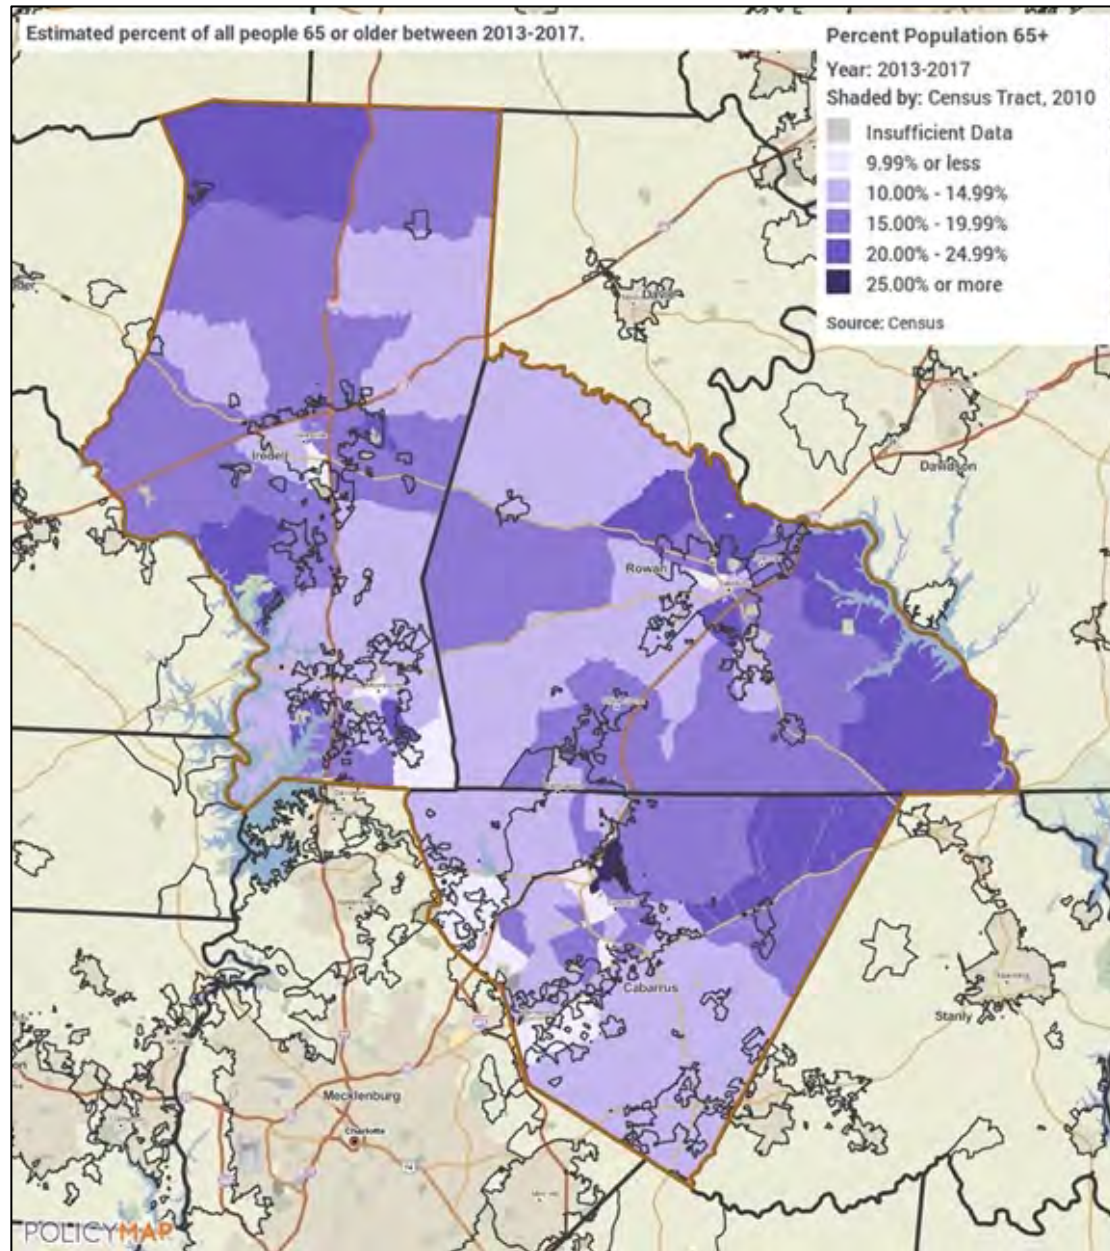 Estimated percent of all people 65 or older between 2013-2017.
Percent Population 65+
Year: 2013-2017
Shaded by: Census Tract, 2010
Insufficient Data
9.99% or less
10.00% - 14.99%
15.00% - 19.99%
20.00% - 24.99%
25.00% or more
Source: Census
Iredell
Davidson
Rowan
Cabarrus
Stanly
Mecklenburg
Charlotte
POLICYMAP